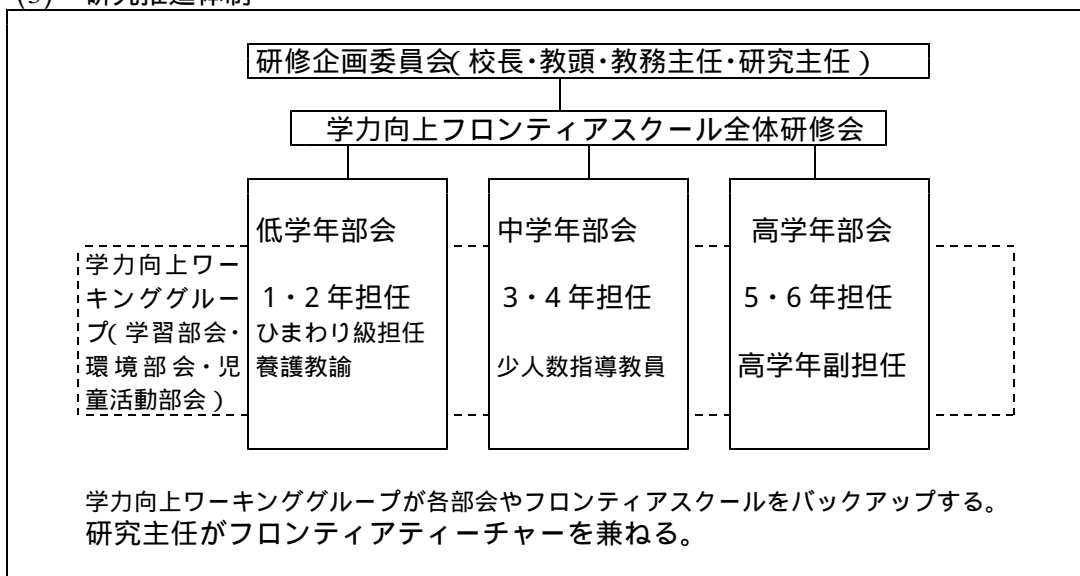 (3) 研究推進体制
研修企画委員会(校長・教頭・教務主任・研究主任)
学力向上フロンティアスクール全体研修会
低学年部会
1・2年担任
ひまわり級担任
養護教諭
中学年部会
3・4年担任
少人数指導教員
高学年部会
5・6年担任
高学年副担任
学力向上ワー
キンググルー
プ(学習部会・
環境部会・児
童活動部会)
学力向上ワーキンググループが各部会やフロンティアスクールをバックアップする。
研究主任がフロンティアティーチャーを兼ねる。